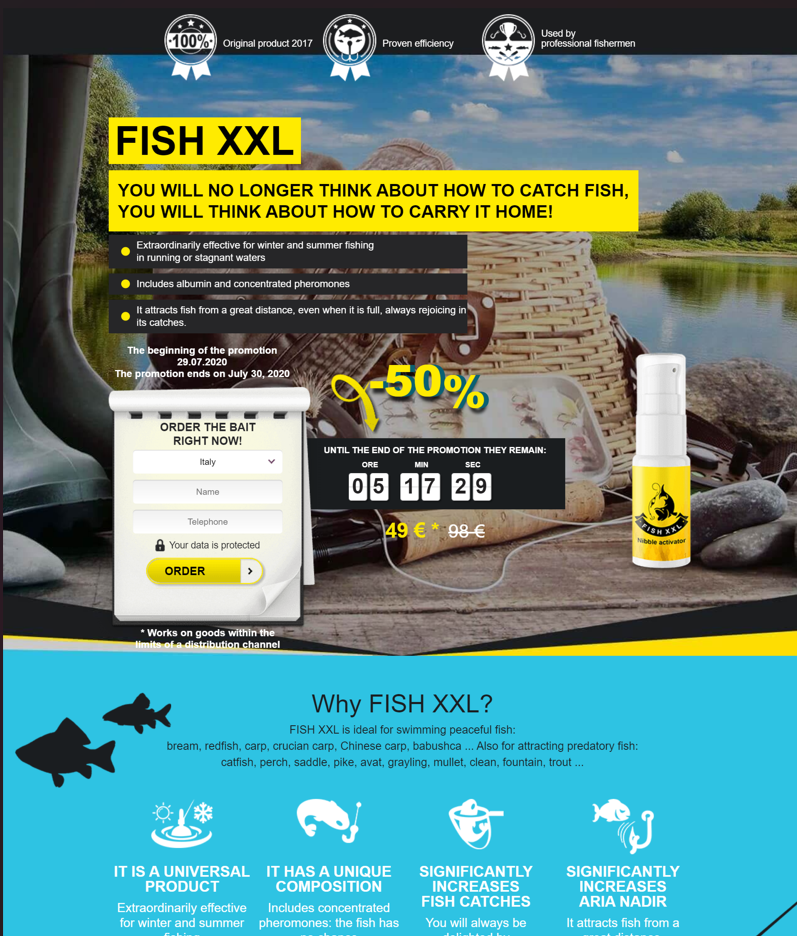 100%
Original product 2017
Proven efficiency
Used by
professional fishermen
FISH XXL
YOU WILL NO LONGER THINK ABOUT HOW TO CATCH FISH,
YOU WILL THINK ABOUT HOW TO CARRY IT HOME!
Extraordinarily effective for winter and summer fishing
in running or stagnant waters
Includes albumin and concentrated pheromones
It attracts fish from a great distance, even when it is full, always rejoicing in
its catches.
The beginning of the promotion
29.07.2020
The promotion ends on July 30, 2020
-50%
ORDER THE BAIT
RIGHT NOW!
Italy
Name
Telephone
Your data is protected
ORDER
* Works on goods within the
limits of a distribution channel
UNTIL THE END OF THE PROMOTION THEY REMAIN:
ORE MIN SEC
05 17 29
49 € * 98 €
FISH XXL
Nibble activator
Why FISH XXL?
FISH XXL is ideal for swimming peaceful fish:
bream, redfish, carp, crucian carp, Chinese carp, babushca ... Also for attracting predatory fish:
catfish, perch, saddle, pike, avat, grayling, mullet, clean, fountain, trout ...
IT IS A UNIVERSAL
PRODUCT
Extraordinarily effective
for winter and summer
IT HAS A UNIQUE
COMPOSITION
Includes concentrated
pheromones: the fish has
SIGNIFICANTLY
INCREASES
FISH CATCHES
You will always be
SIGNIFICANTLY
INCREASES
ARIA NADIR
It attracts fish from a